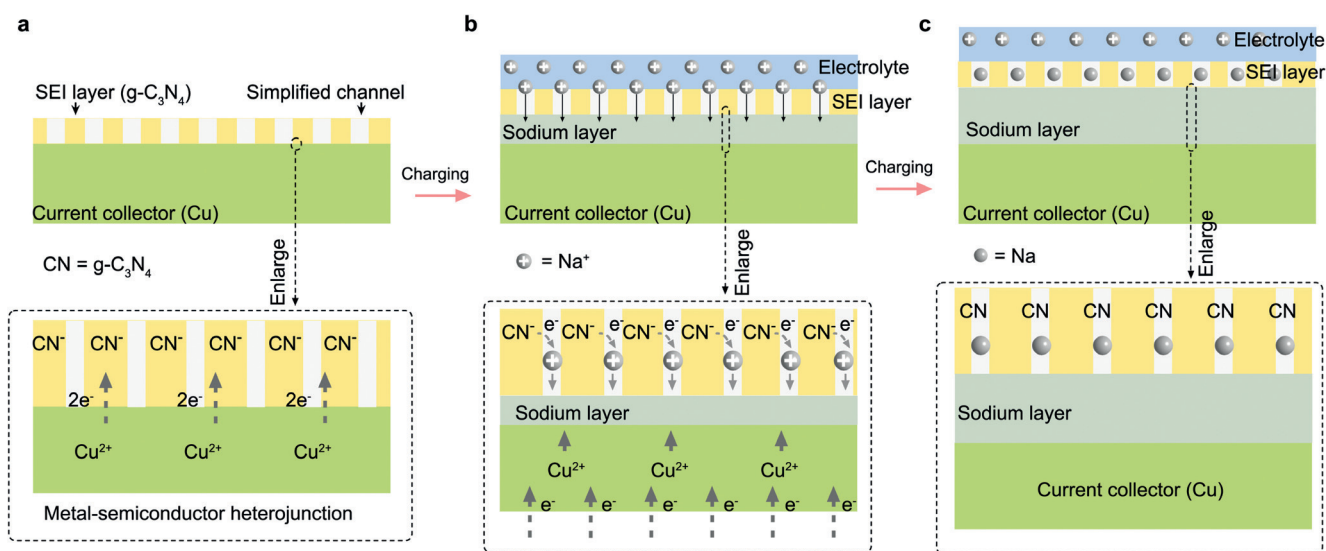 a
SEI layer (g-C₃N₄)
Simplified channel
Current collector (Cu)
CN = g-C₃N₄
Enlarge
CN⁻ CN⁻ CN⁻ CN⁻ CN⁻ CN⁻
2e⁻ 2e⁻ 2e⁻
Cu²⁺ Cu²⁺ Cu²⁺
Metal-semiconductor heterojunction
Charging
b
Electrolyte
SEI layer
Sodium layer
Current collector (Cu)
= Na⁺
Enlarge
e⁻ e⁻ e⁻ e⁻ e⁻ e⁻
CN⁻ CN⁻ CN⁻ CN⁻ CN⁻ CN⁻
Sodium layer
Cu²⁺ Cu²⁺ Cu²⁺
e⁻ e⁻ e⁻ e⁻ e⁻ e⁻
Charging
c
Electrolyte
SEI layer
Sodium layer
Current collector (Cu)
= Na
Enlarge
CN CN CN CN CN CN
Sodium layer
Current collector (Cu)